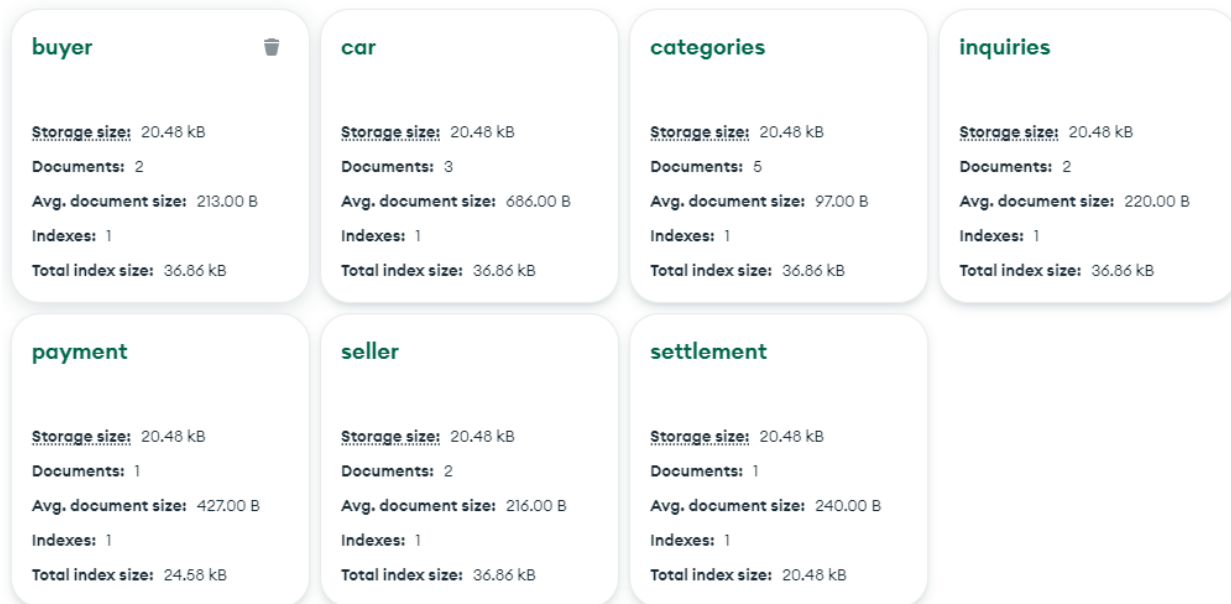 buyer
Storage size: 20.48 kB
Documents: 2
Avg. document size: 213.00 B
Indexes: 1
Total index size: 36.86 kB
car
Storage size: 20.48 kB
Documents: 3
Avg. document size: 686.00 B
Indexes: 1
Total index size: 36.86 kB
categories
Storage size: 20.48 kB
Documents: 5
Avg. document size: 97.00 B
Indexes: 1
Total index size: 36.86 kB
inquiries
Storage size: 20.48 kB
Documents: 2
Avg. document size: 220.00 B
Indexes: 1
Total index size: 36.86 kB
payment
Storage size: 20.48 kB
Documents: 1
Avg. document size: 427.00 B
Indexes: 1
Total index size: 24.58 kB
seller
Storage size: 20.48 kB
Documents: 2
Avg. document size: 216.00 B
Indexes: 1
Total index size: 36.86 kB
settlement
Storage size: 20.48 kB
Documents: 1
Avg. document size: 240.00 B
Indexes: 1
Total index size: 20.48 kB